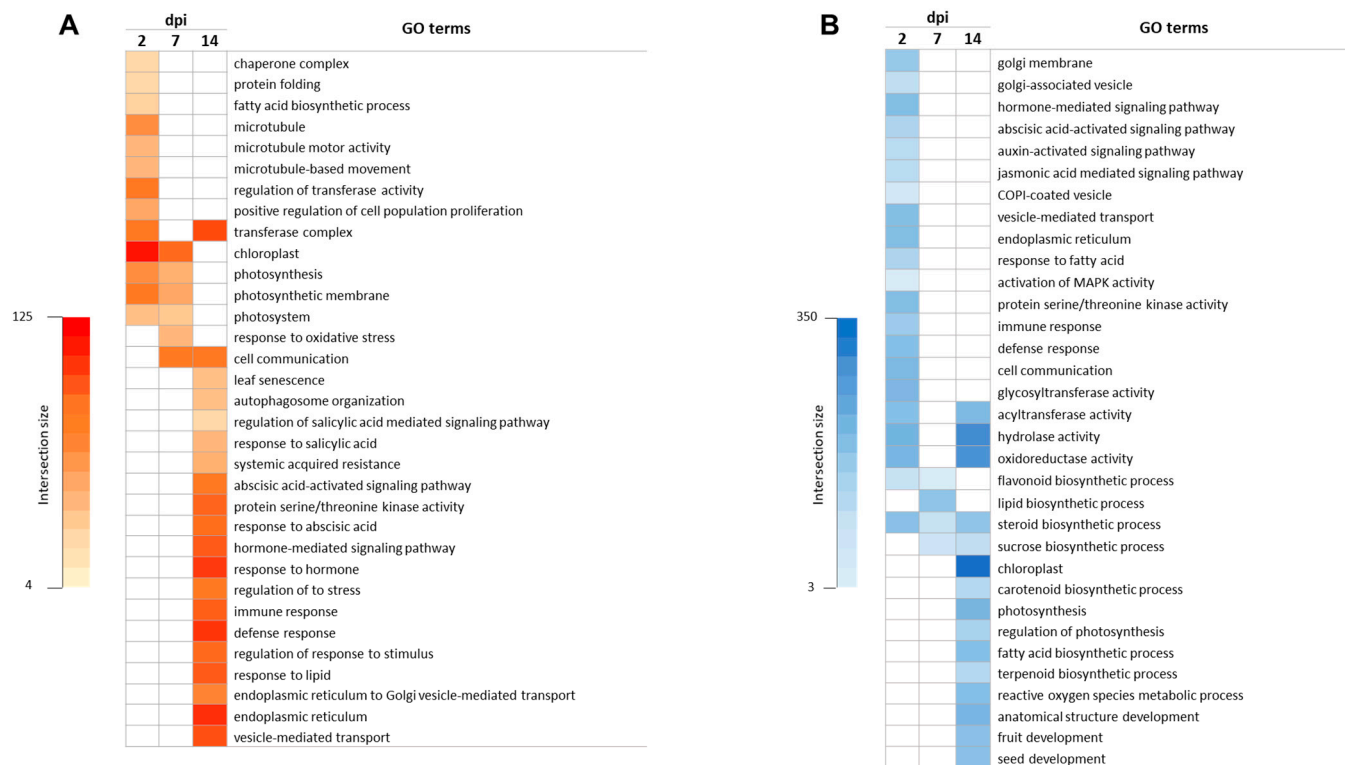 A
dpi
GO terms
2 7 14
chaperone complex
protein folding
fatty acid biosynthetic process
microtubule
microtubule motor activity
microtubule-based movement
regulation of transferase activity
positive regulation of cell population proliferation
transferase complex
chloroplast
photosynthesis
photosynthetic membrane
photosystem
response to oxidative stress
cell communication
leaf senescence
autophagosome organization
regulation of salicylic acid mediated signaling pathway
response to salicylic acid
systemic acquired resistance
abscisic acid-activated signaling pathway
protein serine/threonine kinase activity
response to abscisic acid
hormone-mediated signaling pathway
response to hormone
regulation of to stress
immune response
defense response
regulation of response to stimulus
response to lipid
endoplasmic reticulum to Golgi vesicle-mediated transport
endoplasmic reticulum
vesicle-mediated transport
125
Intersection size
4
B
dpi
GO terms
2 7 14
golgi membrane
golgi-associated vesicle
hormone-mediated signaling pathway
abscisic acid-activated signaling pathway
auxin-activated signaling pathway
jasmonic acid mediated signaling pathway
COPI-coated vesicle
vesicle-mediated transport
endoplasmic reticulum
response to fatty acid
activation of MAPK activity
protein serine/threonine kinase activity
immune response
defense response
cell communication
glycosyltransferase activity
acyltransferase activity
hydrolase activity
oxidoreductase activity
flavonoid biosynthetic process
lipid biosynthetic process
steroid biosynthetic process
sucrose biosynthetic process
chloroplast
carotenoid biosynthetic process
photosynthesis
regulation of photosynthesis
fatty acid biosynthetic process
terpenoid biosynthetic process
reactive oxygen species metabolic process
anatomical structure development
fruit development
seed development
350
Intersection size
3